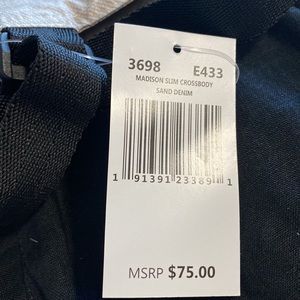 3698 E433
MADISON SLIM CROSSBODY
SAND DENIM
1 91391 23389 1
MSRP $75.00